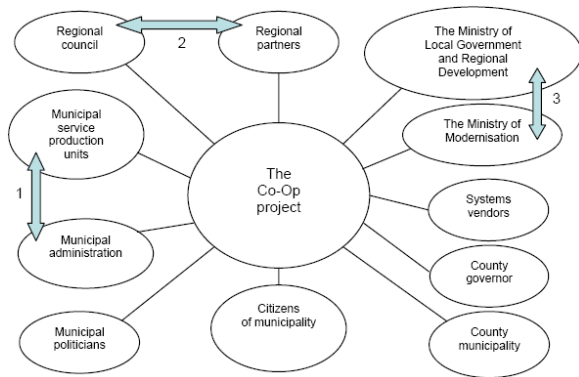 Regional
council
2
Regional
partners
The Ministry of
Local Government
and Regional
Development
3
The Ministry of
Modernisation
Municipal
service
production
units
1
The
Co-Op
project
Systems
vendors
Municipal
administration
County
governor
Citizens
of municipality
Municipal
politicians
County
municipality